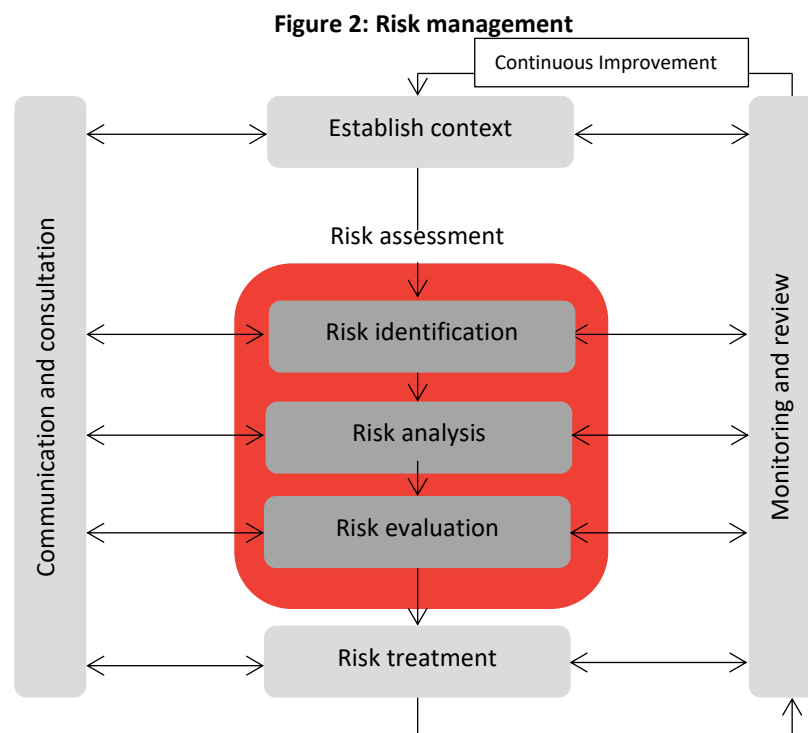 Figure 2: Risk management
Continuous Improvement
Establish context
Risk assessment
Risk identification
Risk analysis
Risk evaluation
Risk treatment
Communication and consultation
Monitoring and review